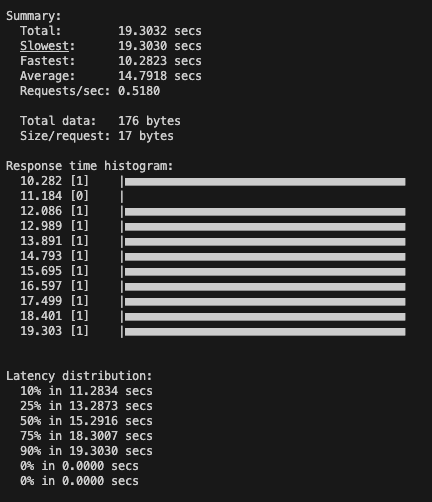 Summary:
  Total:        19.3032 secs
  Slowest:      19.3030 secs
  Fastest:      10.2823 secs
  Average:      14.7918 secs
  Requests/sec: 0.5180

  Total data:   176 bytes
  Size/request: 17 bytes

Response time histogram:
  10.282 [1]    |■■■■■■■■■■■■■■■■■■■■■■■■■■■■■■■■■■■■■■■■
  11.184 [0]    |
  12.086 [1]    |■■■■■■■■■■■■■■■■■■■■■■■■■■■■■■■■■■■■■■■■
  12.989 [1]    |■■■■■■■■■■■■■■■■■■■■■■■■■■■■■■■■■■■■■■■■
  13.891 [1]    |■■■■■■■■■■■■■■■■■■■■■■■■■■■■■■■■■■■■■■■■
  14.793 [1]    |■■■■■■■■■■■■■■■■■■■■■■■■■■■■■■■■■■■■■■■■
  15.695 [1]    |■■■■■■■■■■■■■■■■■■■■■■■■■■■■■■■■■■■■■■■■
  16.597 [1]    |■■■■■■■■■■■■■■■■■■■■■■■■■■■■■■■■■■■■■■■■
  17.499 [1]    |■■■■■■■■■■■■■■■■■■■■■■■■■■■■■■■■■■■■■■■■
  18.401 [1]    |■■■■■■■■■■■■■■■■■■■■■■■■■■■■■■■■■■■■■■■■
  19.303 [1]    |■■■■■■■■■■■■■■■■■■■■■■■■■■■■■■■■■■■■■■■■

Latency distribution:
  10% in 11.2834 secs
  25% in 13.2873 secs
  50% in 15.2916 secs
  75% in 18.3007 secs
  90% in 19.3030 secs
  0% in 0.0000 secs
  0% in 0.0000 secs